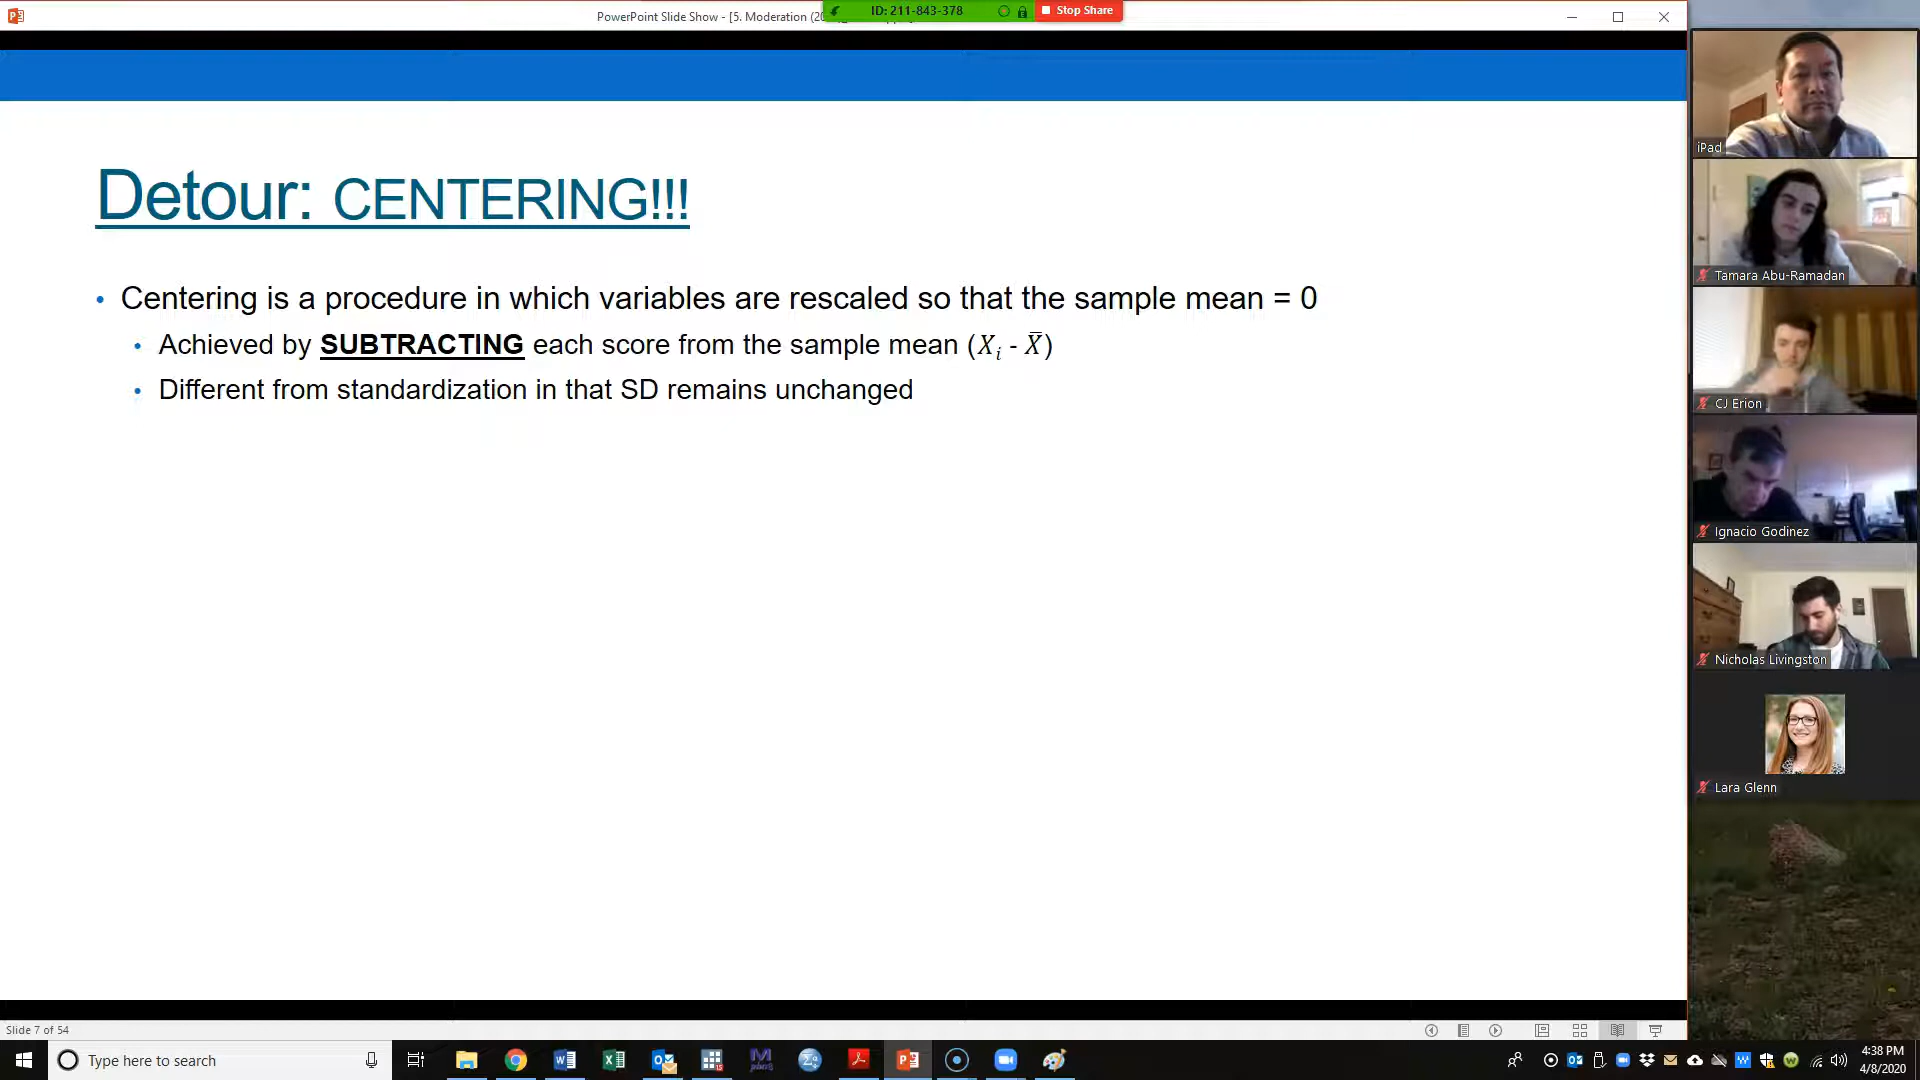 PowerPoint Slide Show - [5. Moderation (20
ID: 211-843-378
Stop Share
Detour: CENTERING!!!
• Centering is a procedure in which variables are rescaled so that the sample mean = 0
• Achieved by SUBTRACTING each score from the sample mean (Xᵢ - X̄)
• Different from standardization in that SD remains unchanged
iPad
Tamara Abu-Ramadan
CJ Erion
Ignacio Godinez
Nicholas Livingston
Lara Glenn
Slide 7 of 54
Type here to search
4:38 PM
4/8/2020